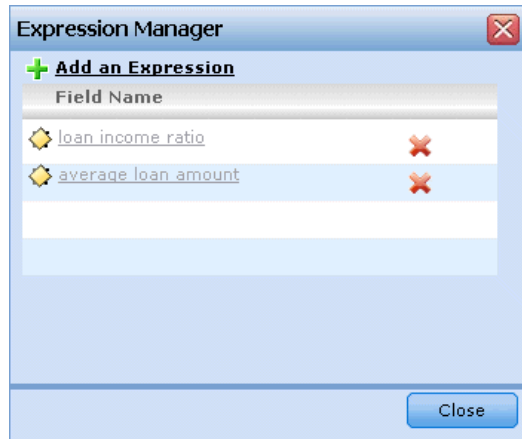 Expression Manager
Add an Expression
Field Name
loan income ratio
average loan amount
Close